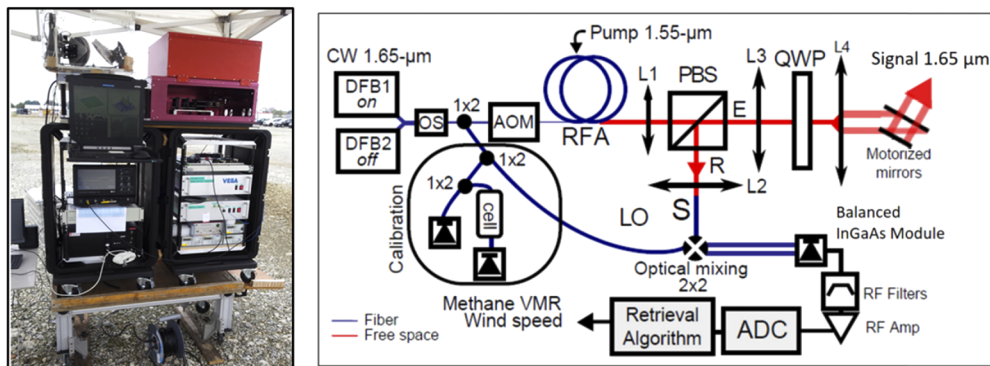 VEGA
CW 1.65-μm
DFB1
on
DFB2
off
OS
1x2
AOM
Pump 1.55-μm
RFA
L1
PBS
E
L3
QWP
L4
Signal 1.65 μm
Motorized
mirrors
R
L2
S
LO
1x2
1x2
cell
Calibration
Optical mixing
2x2
Balanced
InGaAs Module
RF Filters
RF Amp
ADC
Retrieval
Algorithm
Methane VMR
Wind speed
Fiber
Free space